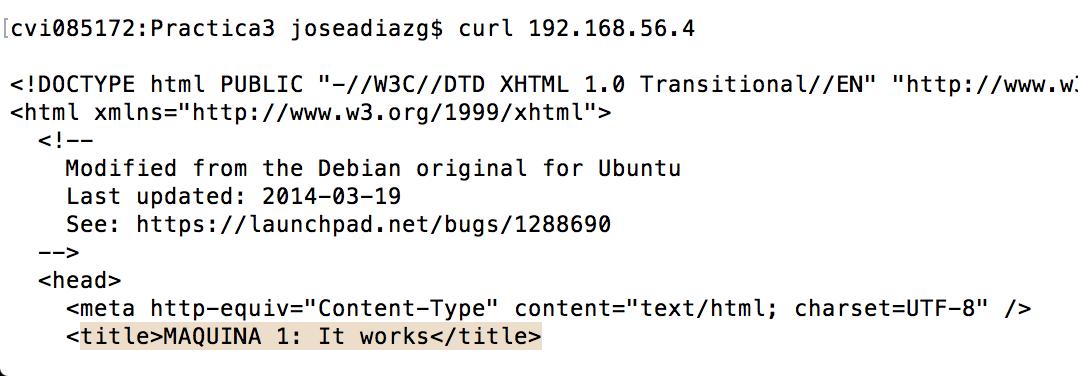 [cvi085172:Practica3 joseadiazg$ curl 192.168.56.4
<!DOCTYPE html PUBLIC "-//W3C//DTD XHTML 1.0 Transitional//EN" "http://www.w3
<html xmlns="http://www.w3.org/1999/xhtml">
<!--
Modified from the Debian original for Ubuntu
Last updated: 2014-03-19
See: https://launchpad.net/bugs/1288690
-->
<head>
<meta http-equiv="Content-Type" content="text/html; charset=UTF-8" />
<title>MAQUINA 1: It works</title>